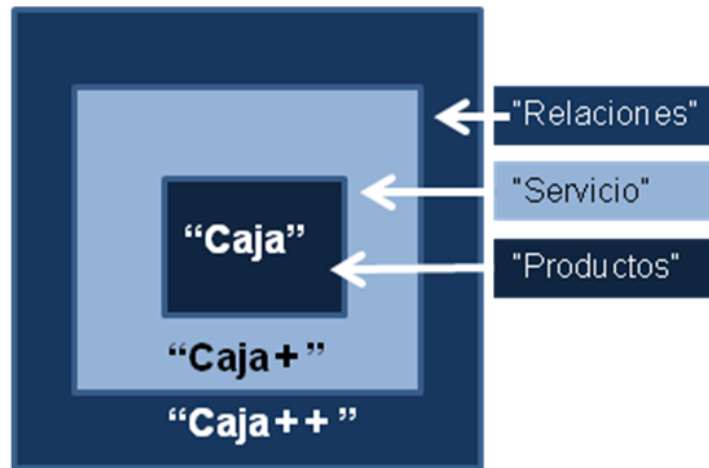 "Relaciones"
"Servicio"
“Caja”
"Productos"
“Caja+”
“Caja++”